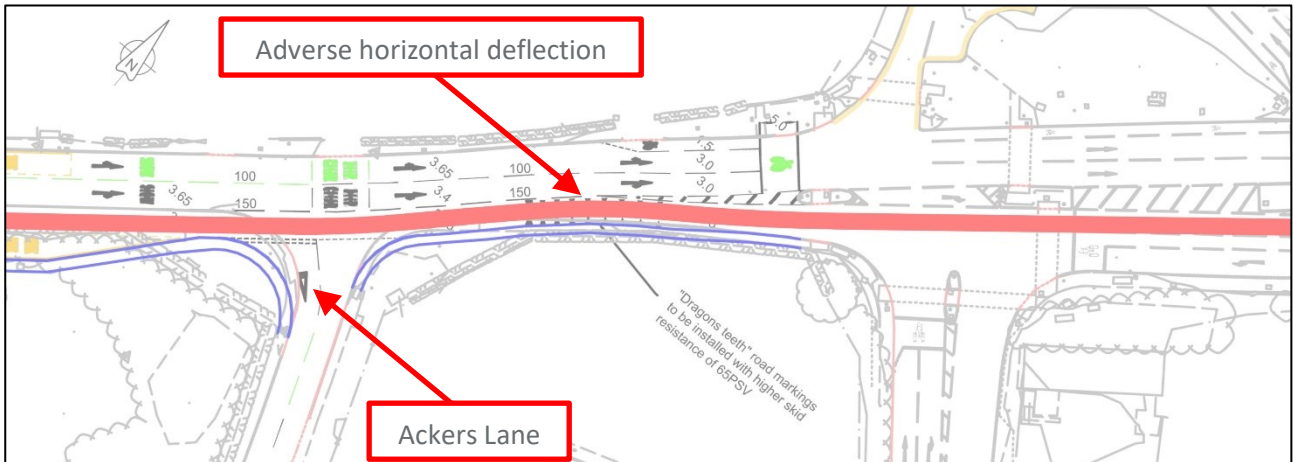 Adverse horizontal deflection
N
5.0
3.65
1.5
100
100
3.0
3.65
150
3.4
150
3.0
"Dragons teeth" road markings
to be installed with higher skid
resistance of 65PSV
Ackers Lane